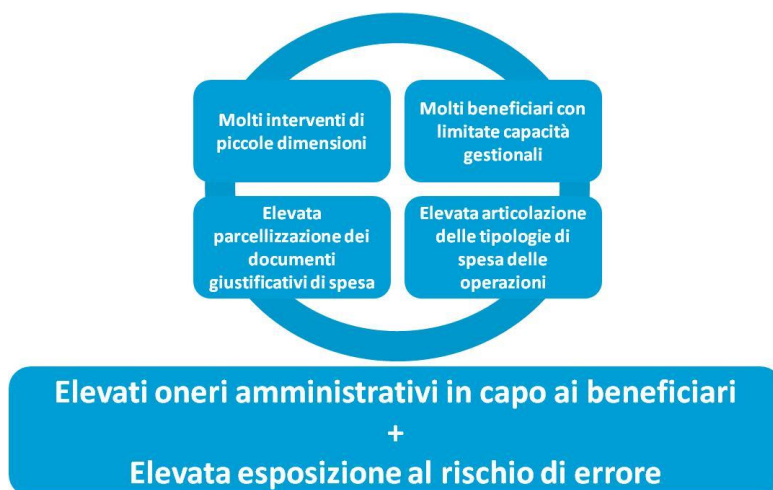 Molti interventi di
piccole dimensioni
Molti beneficiari con
limitate capacità
gestionali
Elevata
parcellizzazione dei
documenti
giustificativi di spesa
Elevata articolazione
delle tipologie di
spesa delle
operazioni
Elevati oneri amministrativi in capo ai beneficiari
+
Elevata esposizione al rischio di errore